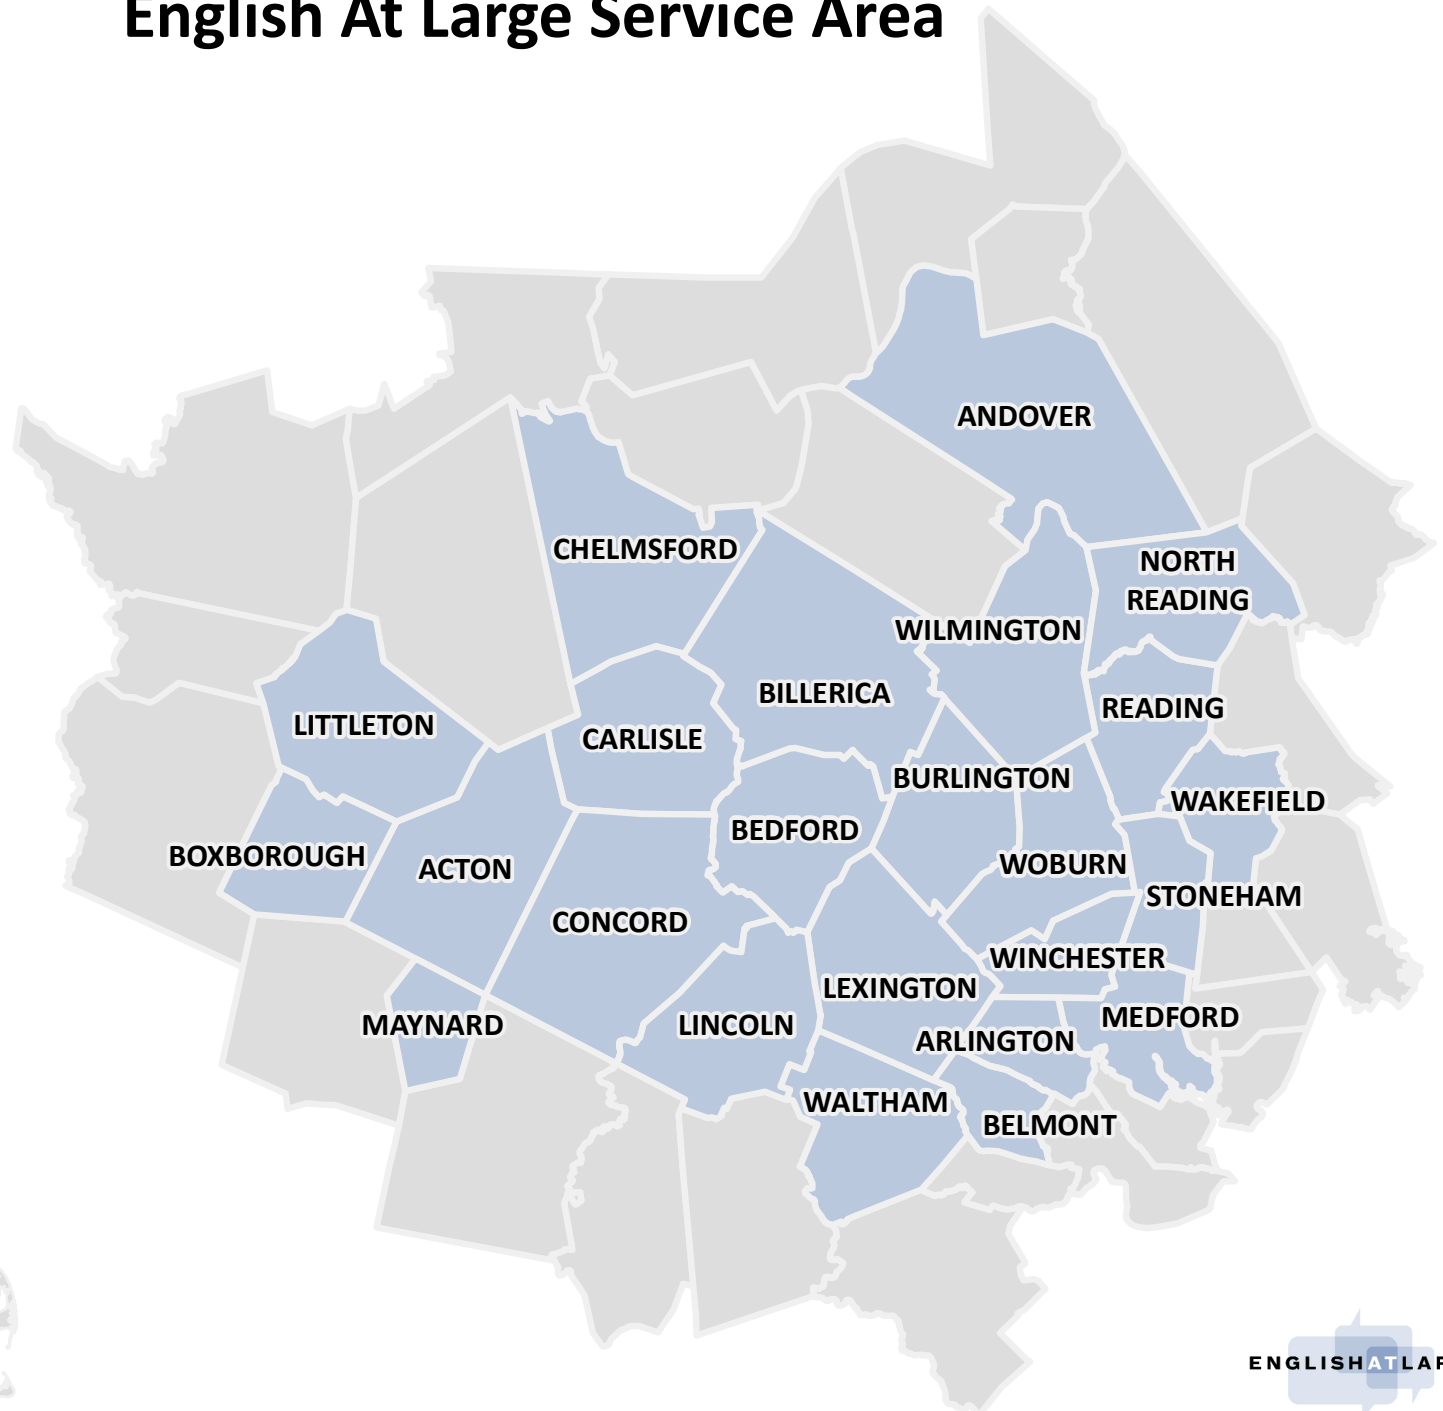 English At Large Service Area
ANDOVER
CHELMSFORD
NORTH
READING
WILMINGTON
BILLERICA
READING
LITTLETON
CARLISLE
BURLINGTON
WAKEFIELD
BEDFORD
BOXBOROUGH
ACTON
WOBURN
STONEHAM
CONCORD
WINCHESTER
LEXINGTON
MEDFORD
MAYNARD
LINCOLN
ARLINGTON
WALTHAM
BELMONT
ENGLISHATLAR